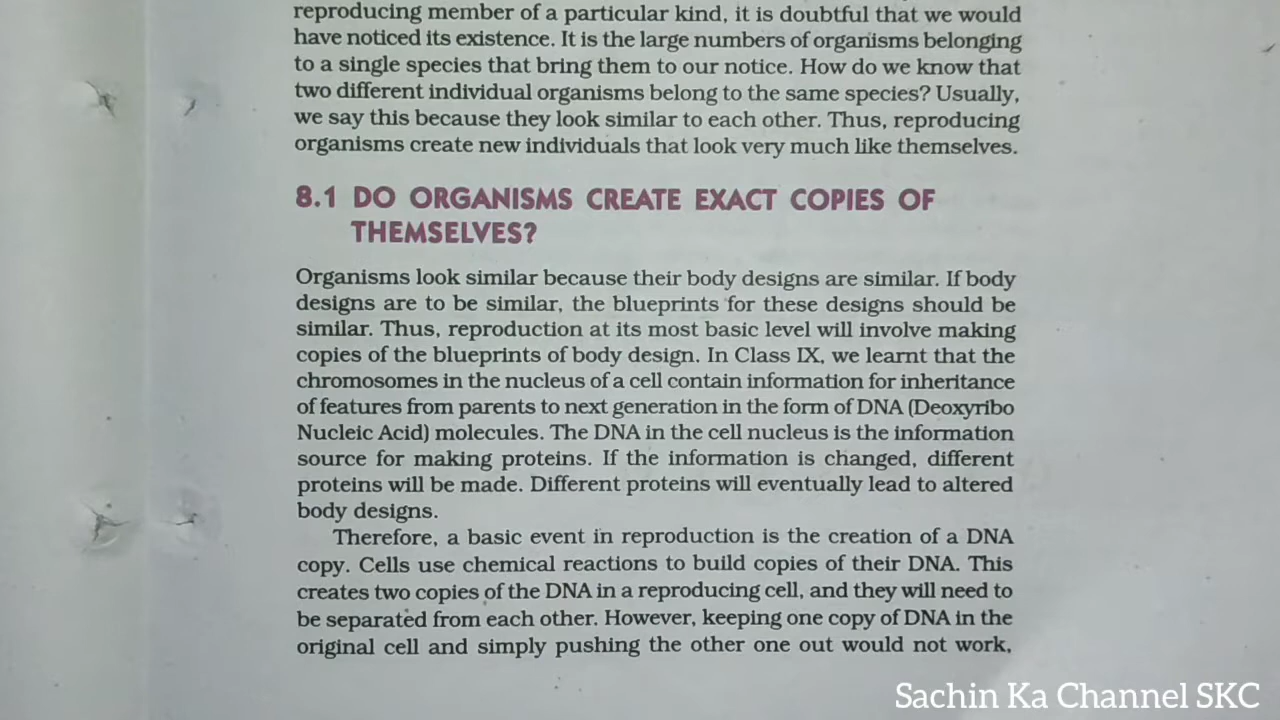 reproducing member of a particular kind, it is doubtful that we would
have noticed its existence. It is the large numbers of organisms belonging
to a single species that bring them to our notice. How do we know that
two different individual organisms belong to the same species? Usually,
we say this because they look similar to each other. Thus, reproducing
organisms create new individuals that look very much like themselves.
8.1 DO ORGANISMS CREATE EXACT COPIES OF
THEMSELVES?
Organisms look similar because their body designs are similar. If body
designs are to be similar, the blueprints for these designs should be
similar. Thus, reproduction at its most basic level will involve making
copies of the blueprints of body design. In Class IX, we learnt that the
chromosomes in the nucleus of a cell contain information for inheritance
of features from parents to next generation in the form of DNA (Deoxyribo
Nucleic Acid) molecules. The DNA in the cell nucleus is the information
source for making proteins. If the information is changed, different
proteins will be made. Different proteins will eventually lead to altered
body designs.
Therefore, a basic event in reproduction is the creation of a DNA
copy. Cells use chemical reactions to build copies of their DNA. This
creates two copies of the DNA in a reproducing cell, and they will need to
be separated from each other. However, keeping one copy of DNA in the
original cell and simply pushing the other one out would not work,
Sachin Ka Channel SKC